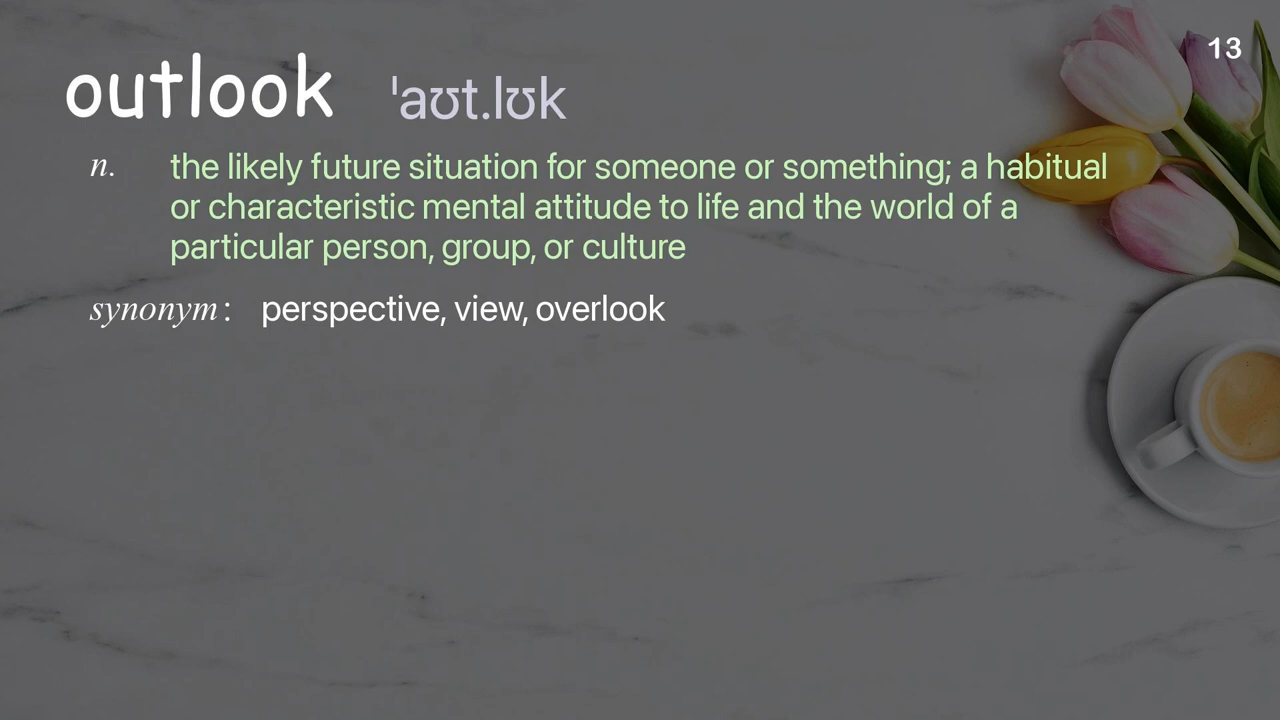 13
outlook ˈaʊt.lʊk
n. the likely future situation for someone or something; a habitual
or characteristic mental attitude to life and the world of a
particular person, group, or culture
synonym: perspective, view, overlook